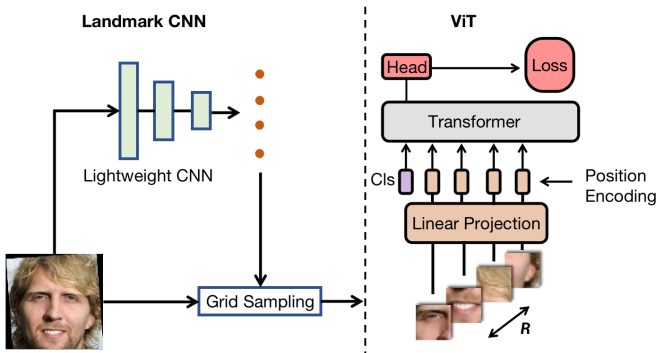 Landmark CNN
Lightweight CNN
Grid Sampling
ViT
Head
Loss
Transformer
Cls
Position
Encoding
Linear Projection
R